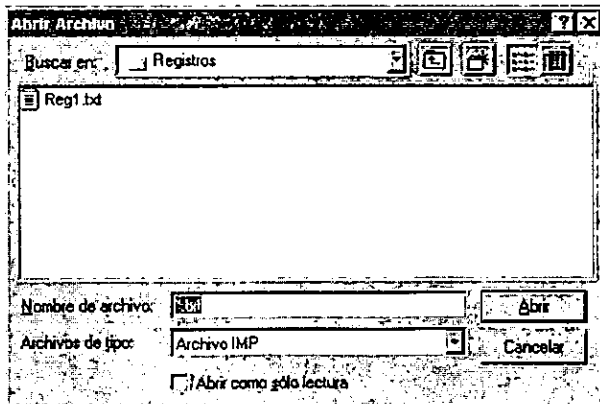 Abrir Archivo
Buscar en: Registros
Reg1.txt
Nombre de archivo: *.txt Abrir
Archivos de tipo: Archivo IMP Cancelar
Abrir como sólo lectura